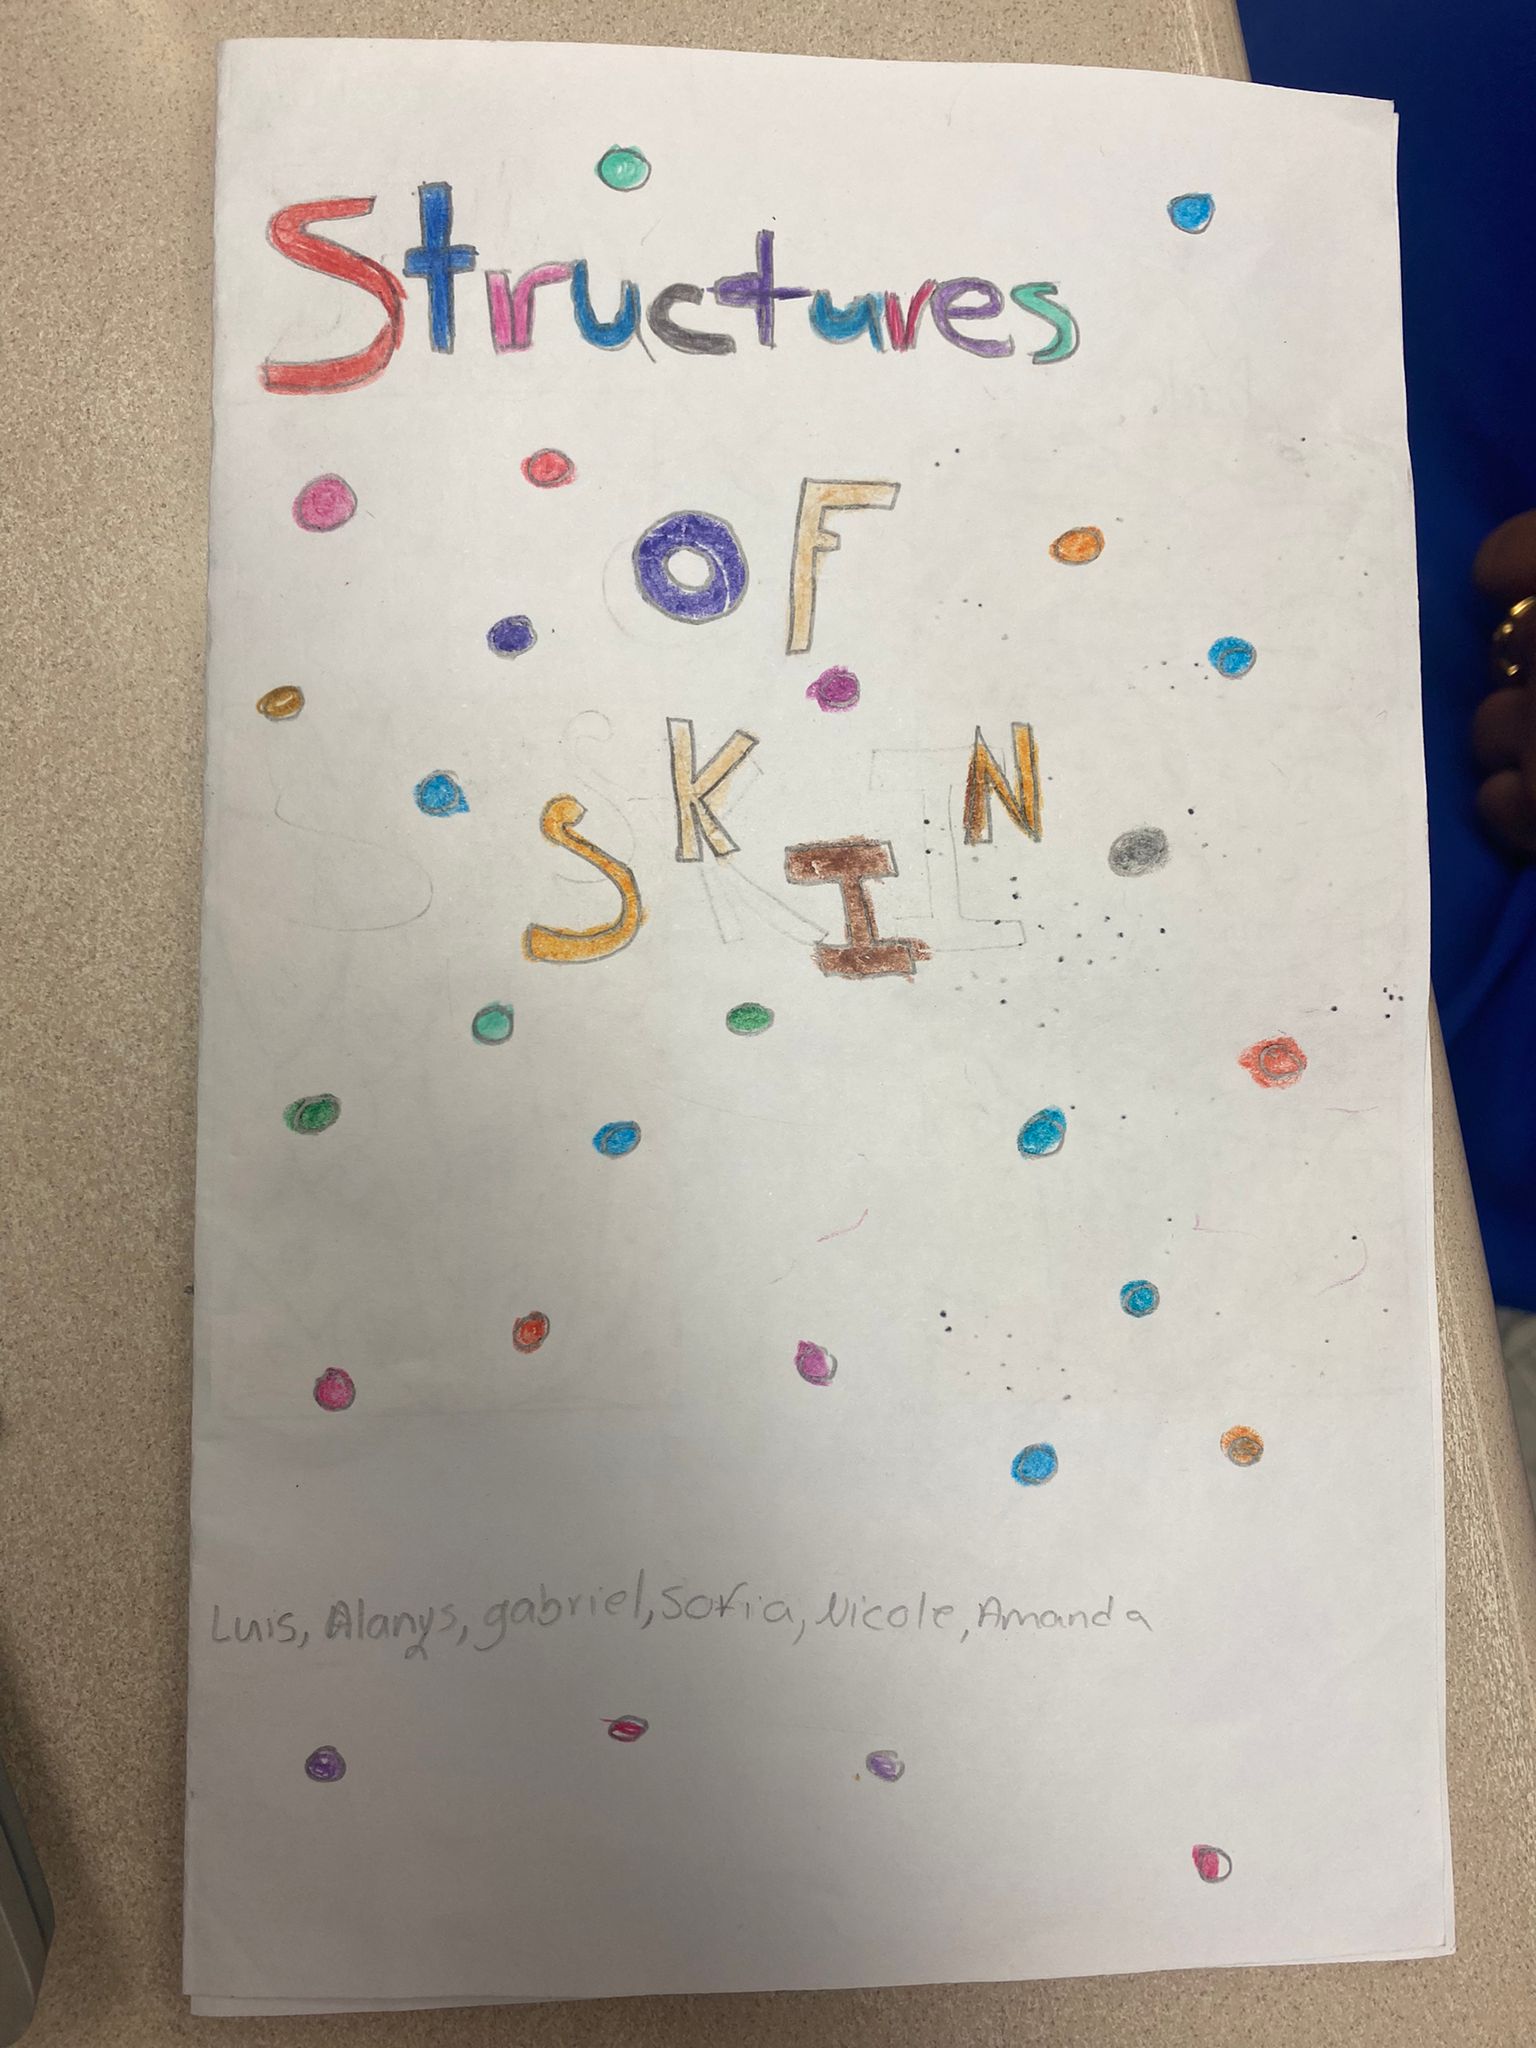 Structures
OF
SKIN
Luis, Alanys, gabriel, Sofia, Nicole, Amanda